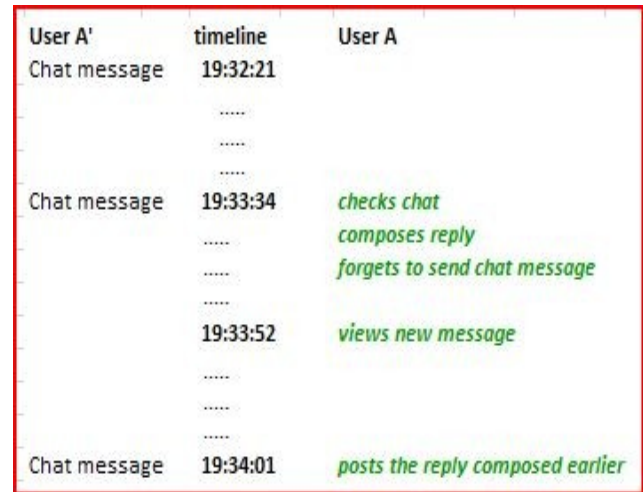 User A' timeline User A
Chat message 19:32:21
.....
.....
.....
Chat message 19:33:34 checks chat
..... composes reply
..... forgets to send chat message
.....
19:33:52 views new message
.....
.....
.....
Chat message 19:34:01 posts the reply composed earlier